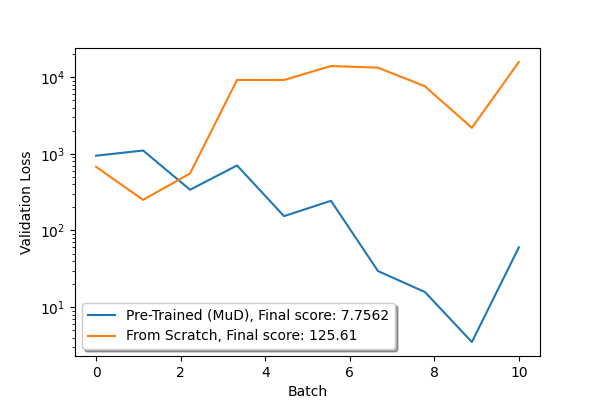 10⁴
10³
10²
10¹
Validation Loss
Pre-Trained (MuD), Final score: 7.7562
From Scratch, Final score: 125.61
0 2 4 6 8 10
Batch